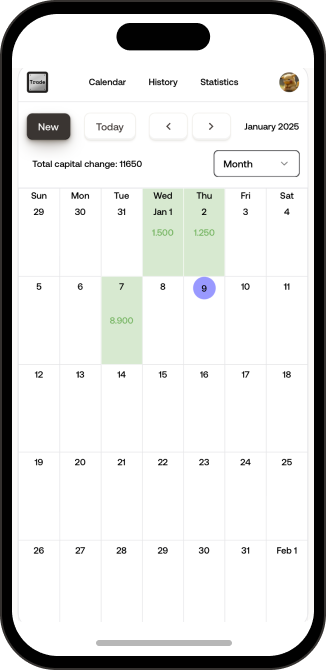 Trade
Calendar History Statistics
New Today January 2025
Total capital change: 11650 Month
Sun Mon Tue Wed Thu Fri Sat
29 30 31 Jan 1 2 3 4
1.500 1.250
5 6 7 8 9 10 11
8.900
12 13 14 15 16 17 18
19 20 21 22 23 24 25
26 27 28 29 30 31 Feb 1